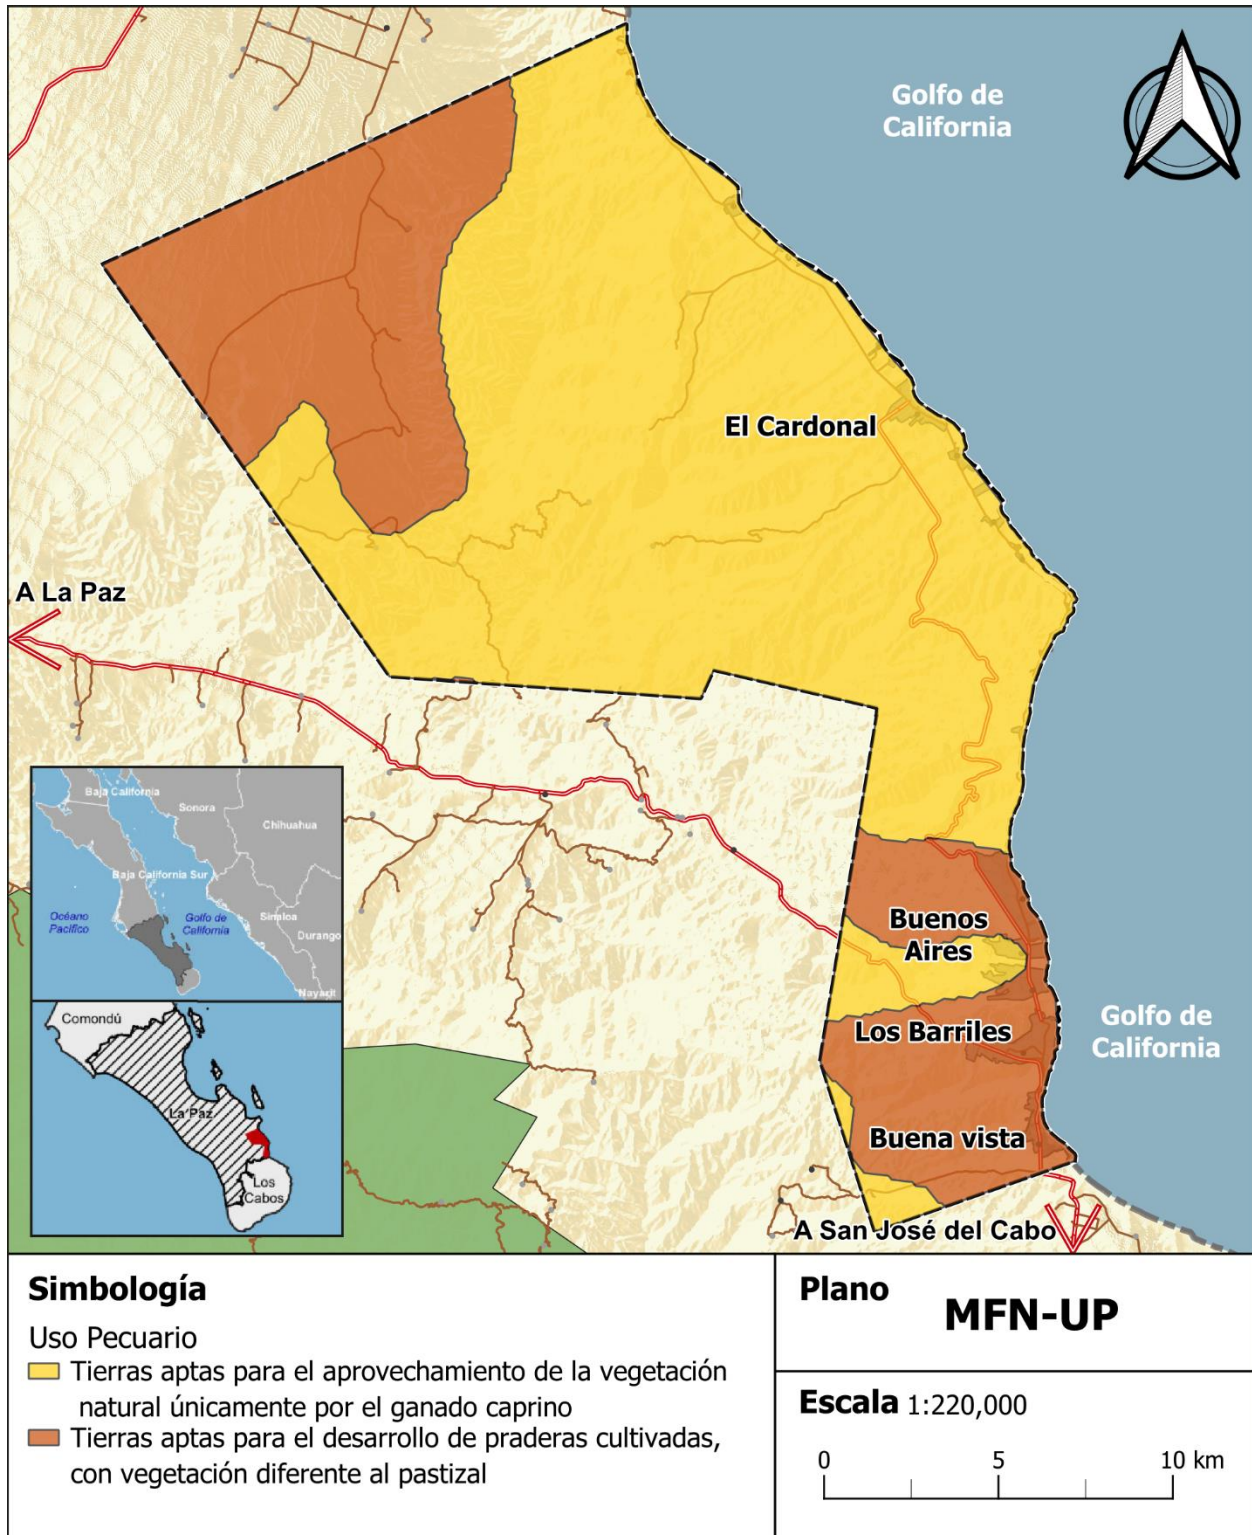 Golfo de
California
El Cardonal
A La Paz
Buenos
Aires
Los Barriles
Golfo de
California
Buena vista
A San José del Cabo
Baja California
Sonora
Chihuahua
Baja California Sur
Océano
Pacífico
Golfo de
California
Sinaloa
Durango
Nayarit
Comondú
La Paz
Los
Cabos
Simbología
Uso Pecuario
Tierras aptas para el aprovechamiento de la vegetación
natural únicamente por el ganado caprino
Tierras aptas para el desarrollo de praderas cultivadas,
con vegetación diferente al pastizal
Plano
MFN-UP
Escala 1:220,000
0 5 10 km